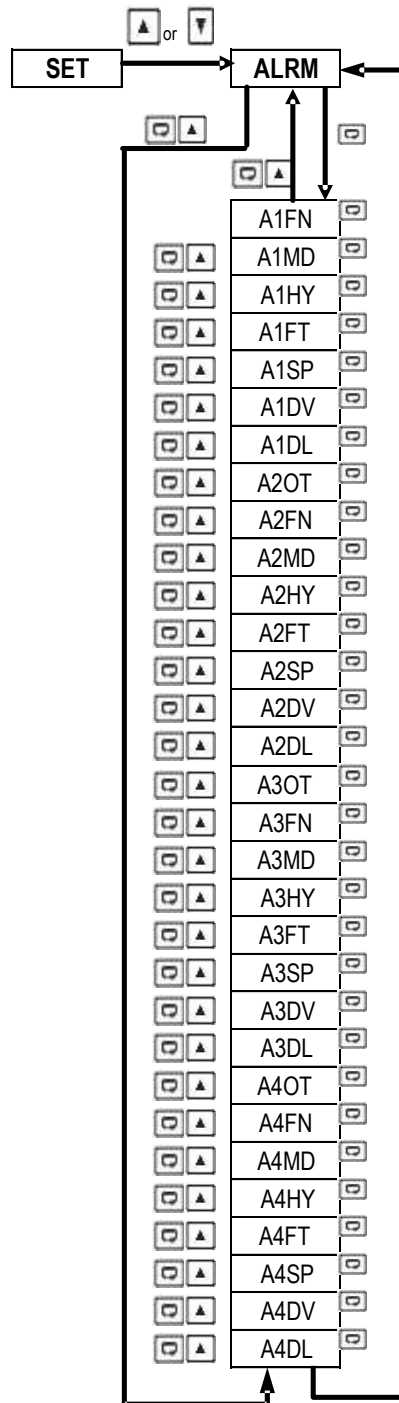 or
SET
ALRM
A1FN
A1MD
A1HY
A1FT
A1SP
A1DV
A1DL
A2OT
A2FN
A2MD
A2HY
A2FT
A2SP
A2DV
A2DL
A3OT
A3FN
A3MD
A3HY
A3FT
A3SP
A3DV
A3DL
A4OT
A4FN
A4MD
A4HY
A4FT
A4SP
A4DV
A4DL